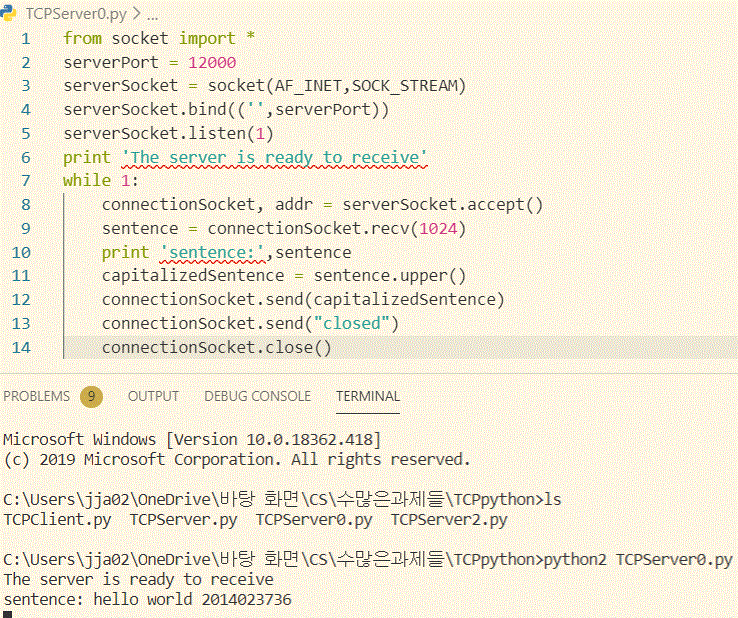 TCPServer0.py > ...
1 from socket import *
2 serverPort = 12000
3 serverSocket = socket(AF_INET,SOCK_STREAM)
4 serverSocket.bind(('',serverPort))
5 serverSocket.listen(1)
6 print 'The server is ready to receive'
7 while 1:
8     connectionSocket, addr = serverSocket.accept()
9     sentence = connectionSocket.recv(1024)
10     print 'sentence:',sentence
11     capitalizedSentence = sentence.upper()
12     connectionSocket.send(capitalizedSentence)
13     connectionSocket.send("closed")
14     connectionSocket.close()
PROBLEMS 9 OUTPUT DEBUG CONSOLE TERMINAL
Microsoft Windows [Version 10.0.18362.418]
(c) 2019 Microsoft Corporation. All rights reserved.
C:\Users\jja02\OneDrive\바탕 화면\CS\수많은과제들\TCPpython>ls
TCPClient.py  TCPServer.py  TCPServer0.py  TCPServer2.py
C:\Users\jja02\OneDrive\바탕 화면\CS\수많은과제들\TCPpython>python2 TCPServer0.py
The server is ready to receive
sentence: hello world 2014023736